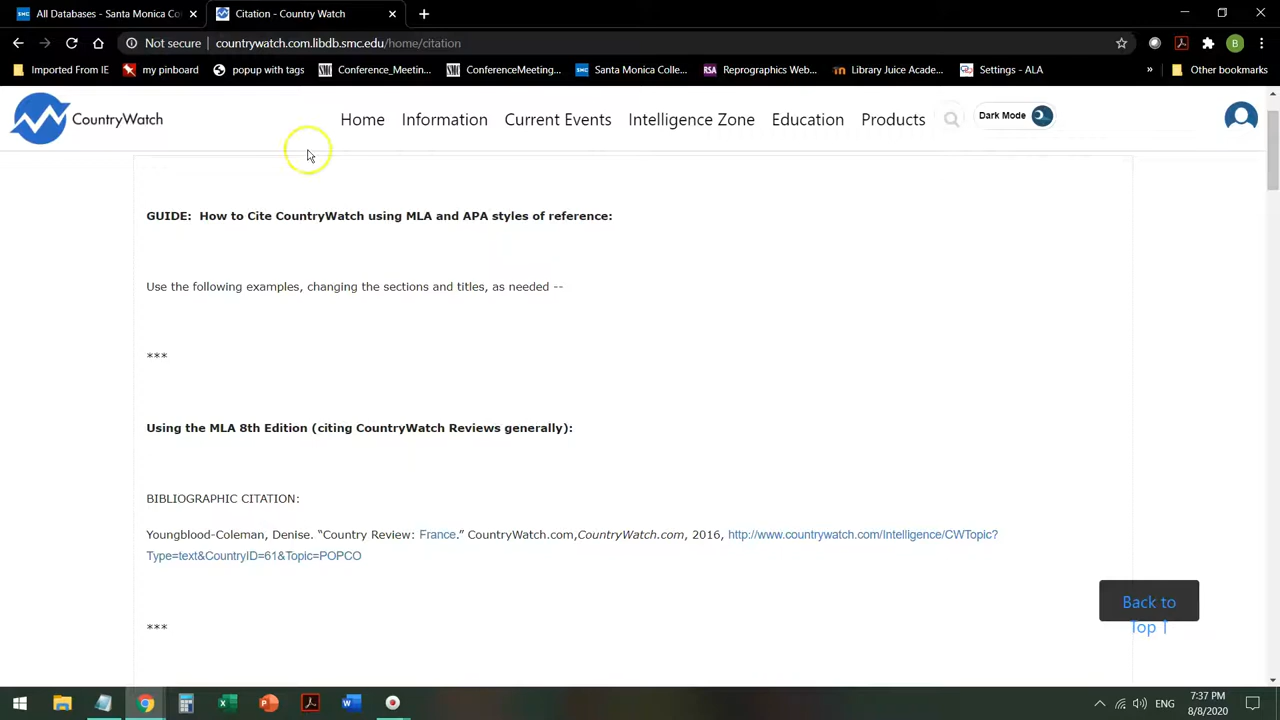 All Databases - Santa Monica Co
Citation - Country Watch
Not secure
countrywatch.com.libdb.smc.edu/home/citation
B
Imported From IE
my pinboard
popup with tags
SMC Conference_Meetin...
SMC ConferenceMeeting...
SMC Santa Monica Colle...
RSA Reprographics Web...
Library Juice Acade...
Settings - ALA
»
Other bookmarks
CountryWatch
Home
Information
Current Events
Intelligence Zone
Education
Products
Dark Mode
GUIDE: How to Cite CountryWatch using MLA and APA styles of reference:
Use the following examples, changing the sections and titles, as needed --
***
Using the MLA 8th Edition (citing CountryWatch Reviews generally):
BIBLIOGRAPHIC CITATION:
Youngblood-Coleman, Denise. “Country Review: France.” CountryWatch.com,CountryWatch.com, 2016, http://www.countrywatch.com/Intelligence/CWTopic?
Type=text&CountryID=61&Topic=POPCO
***
Back to
Top ↑
ENG
7:37 PM
8/8/2020